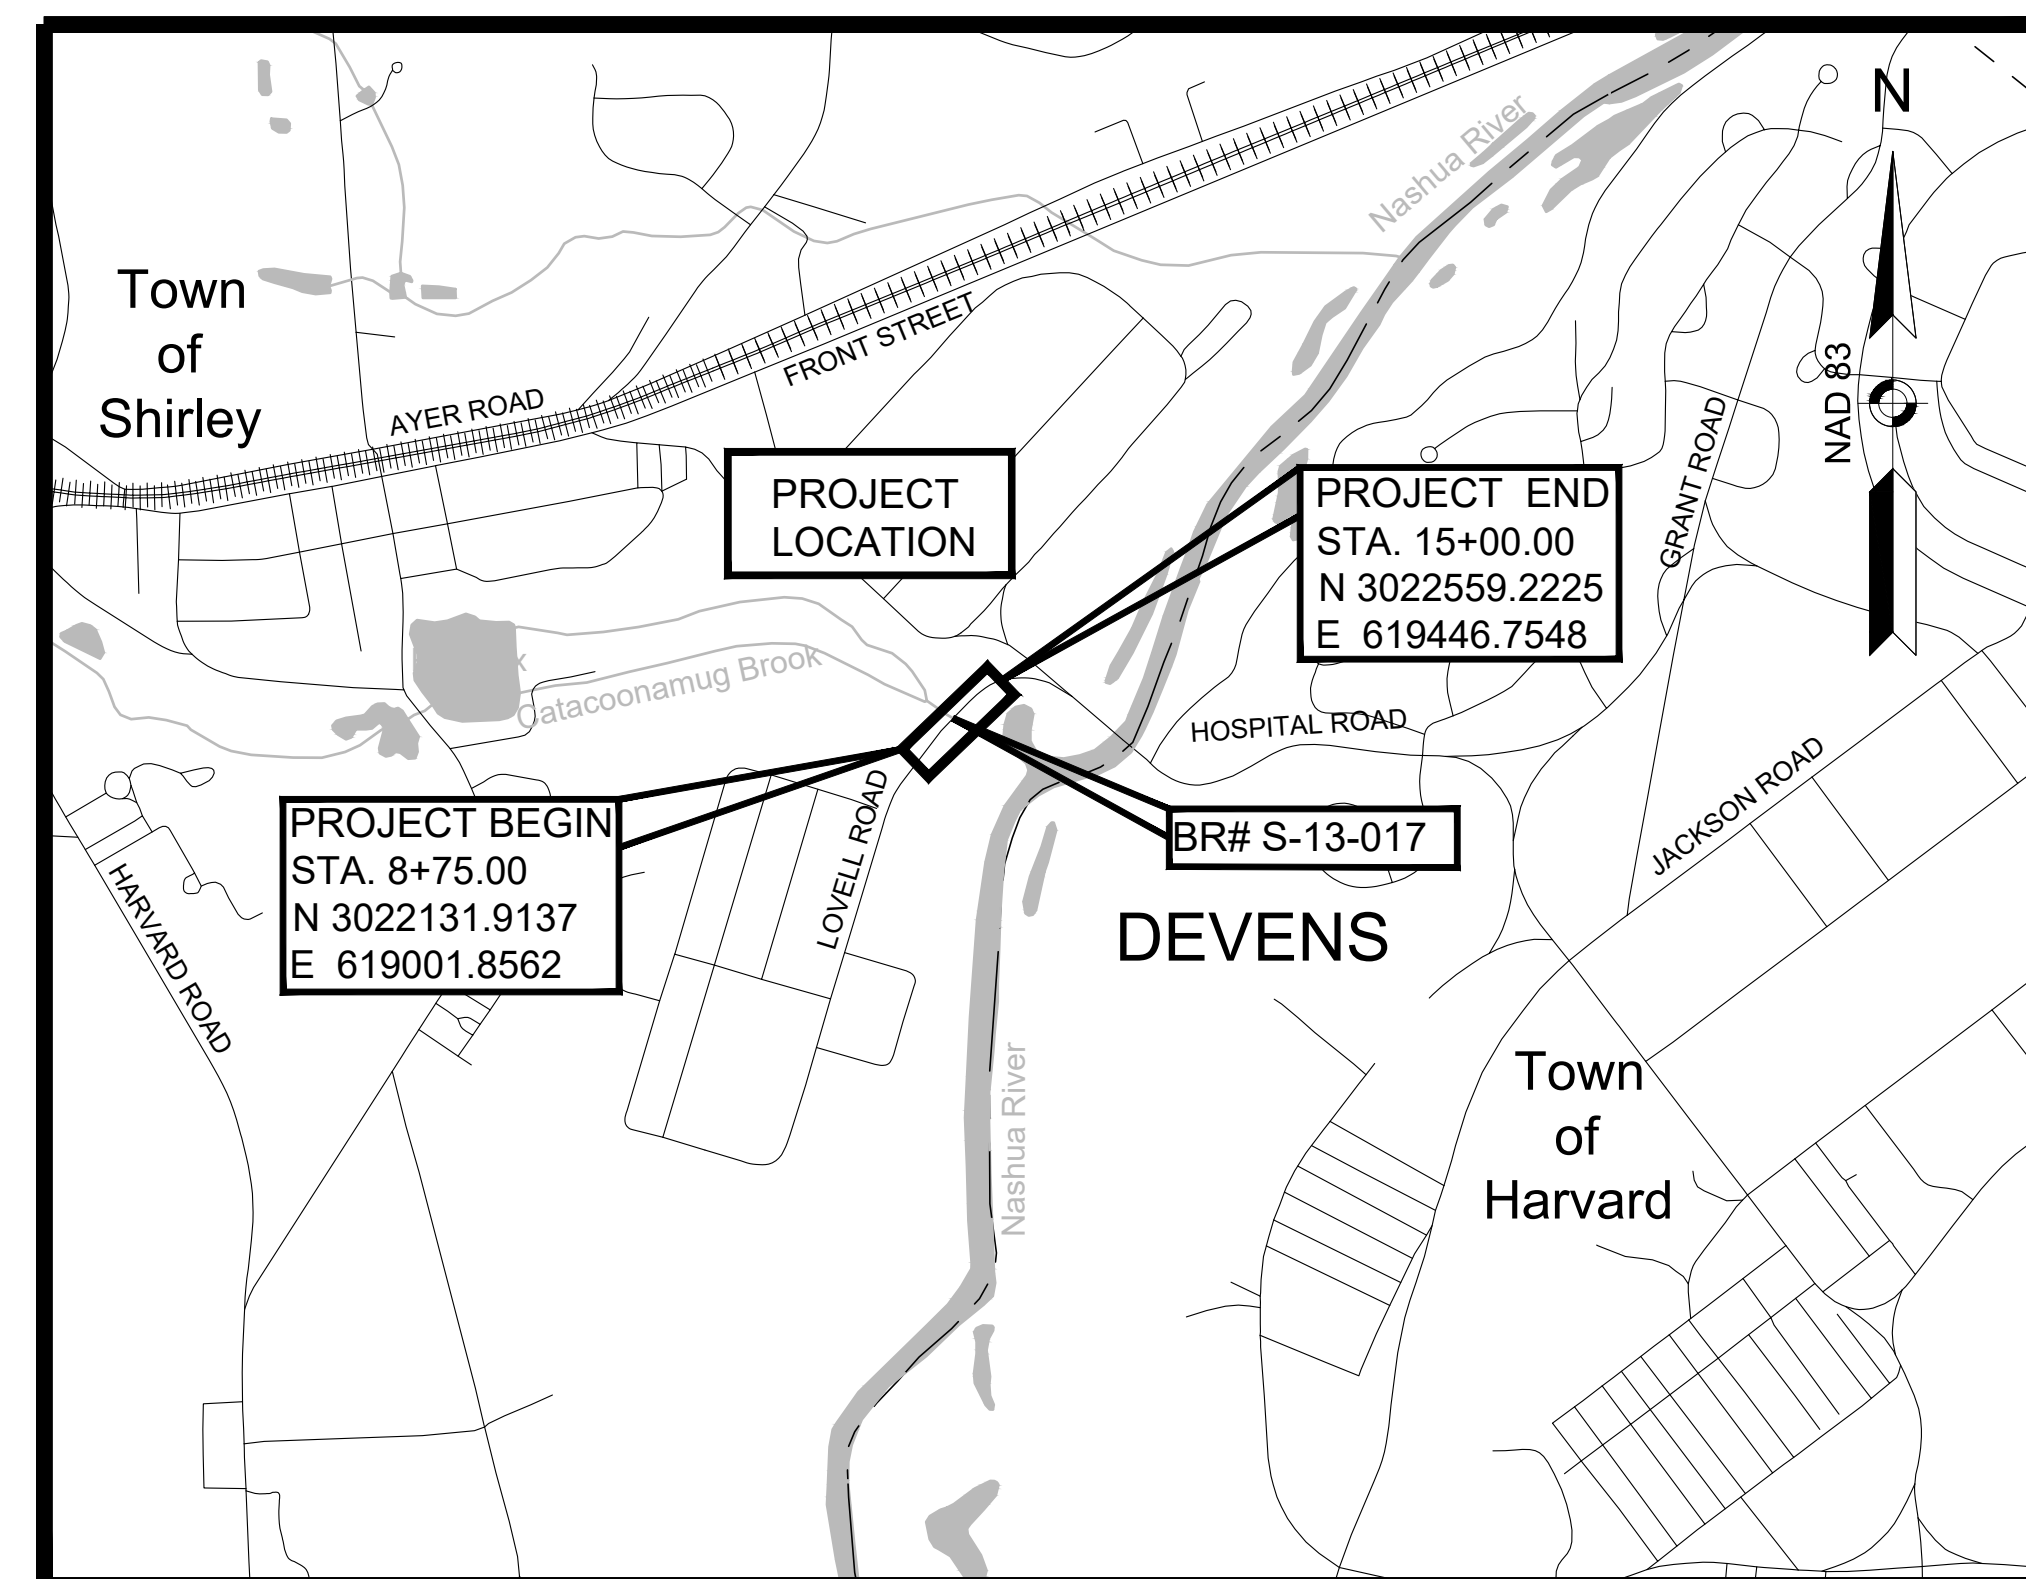 N
Nashua River
Town
of
Shirley
FRONT STREET
AYER ROAD
NAD 83
GRANT ROAD
PROJECT
LOCATION
PROJECT END
STA. 15+00.00
N 3022559.2225
E 619446.7548
Catacoonamug Brook
HOSPITAL ROAD
JACKSON ROAD
PROJECT BEGIN
STA. 8+75.00
N 3022131.9137
E 619001.8562
LOVELL ROAD
BR# S-13-017
HARVARD ROAD
DEVENS
Nashua River
Town
of
Harvard